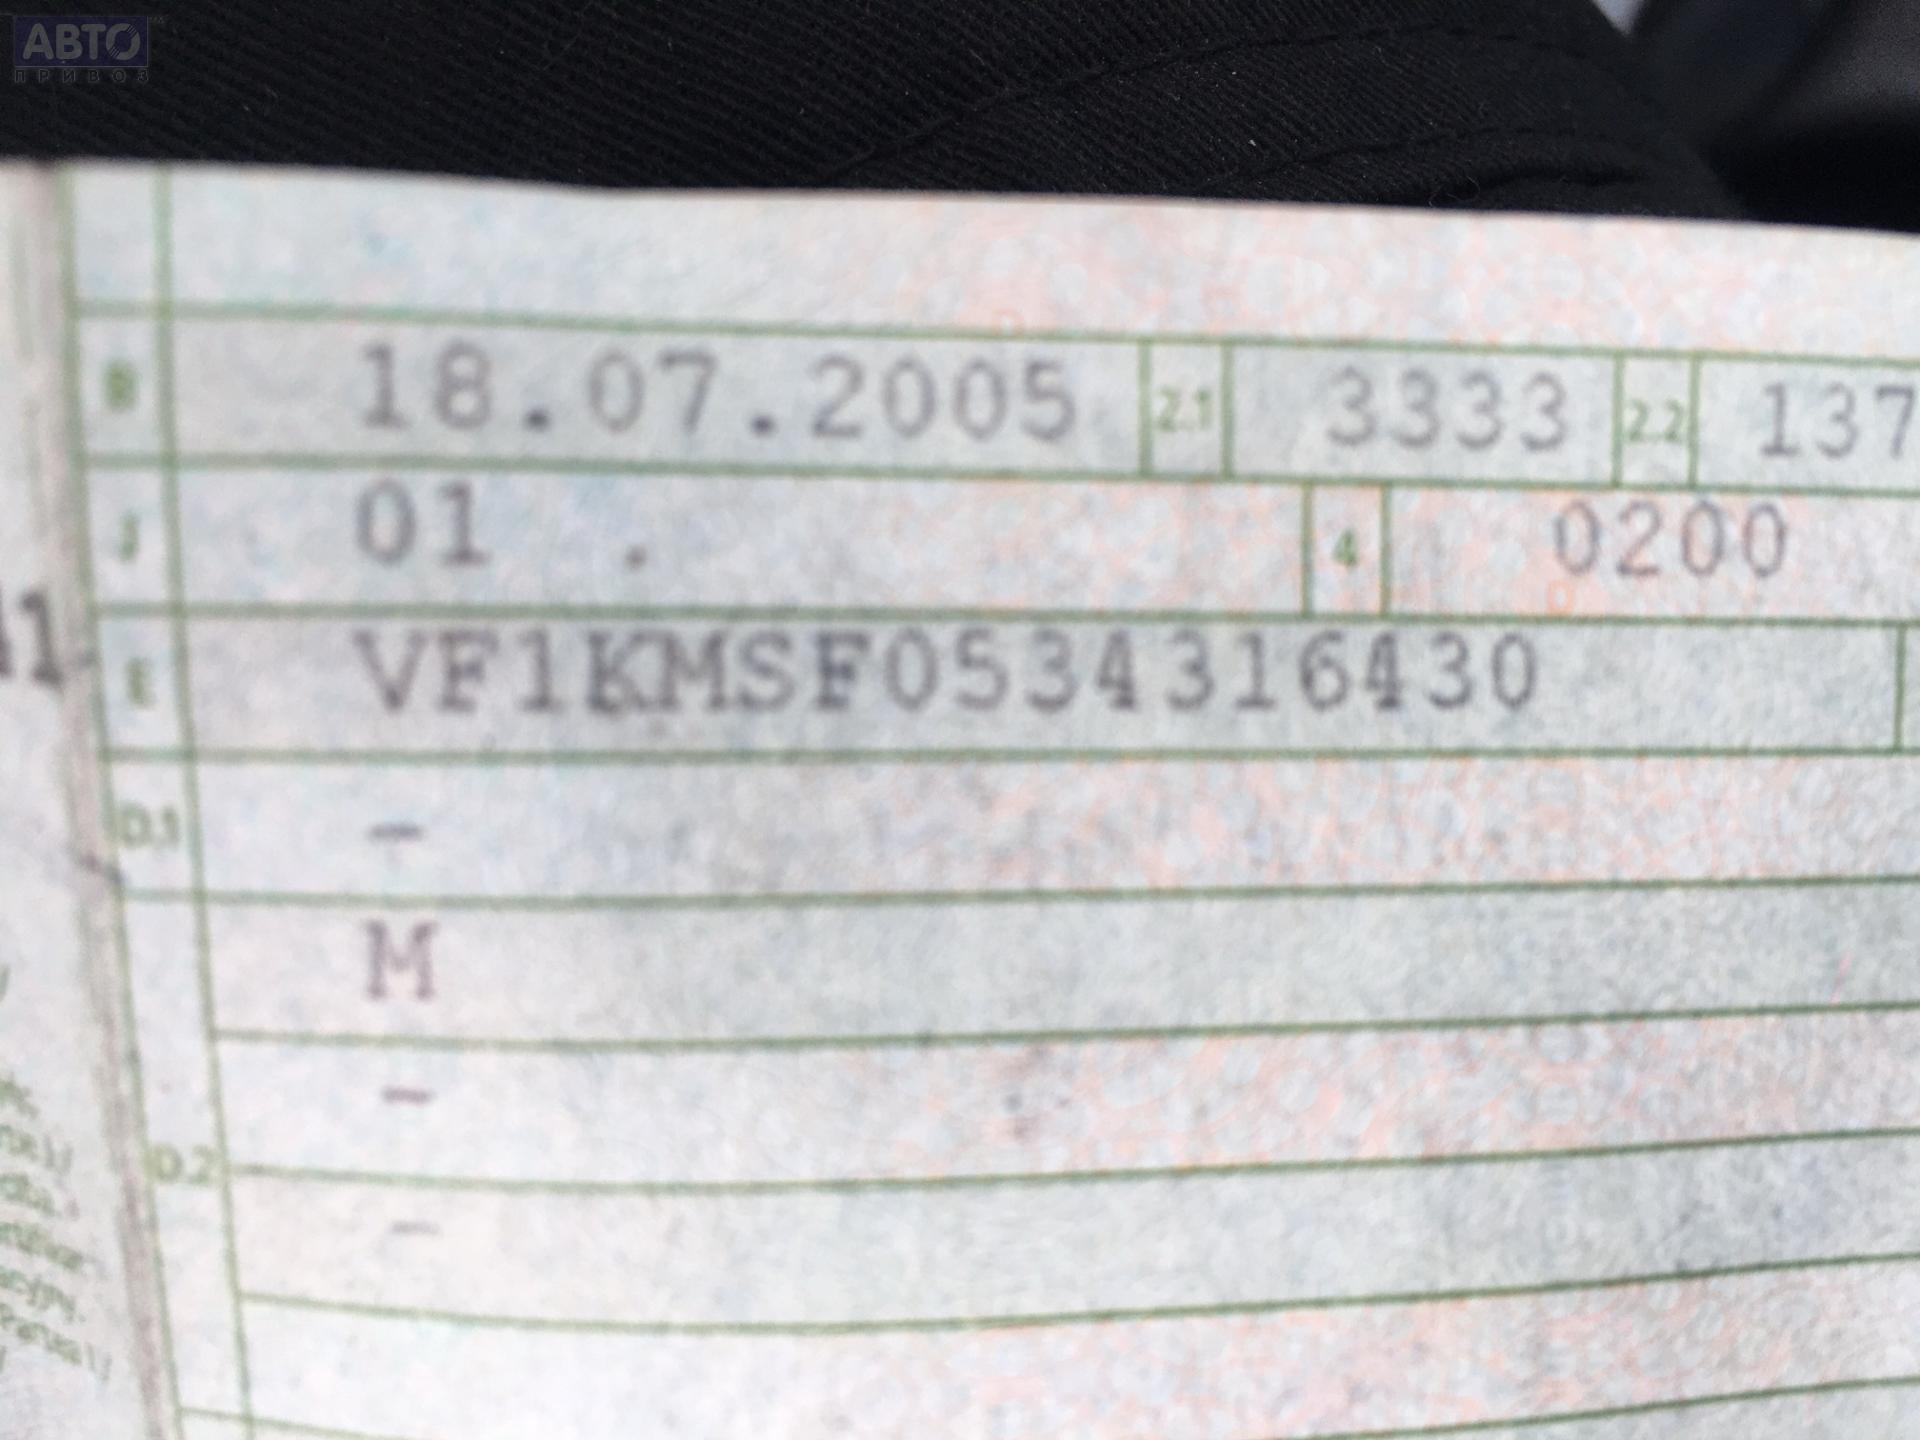 АВТО
ПРИВОЗ
B 18.07.2005 2.1 3333 2.2 137
J 01 . 4 0200
E VF1KMSF0534316430
D.1 -
M
-
D.2
-